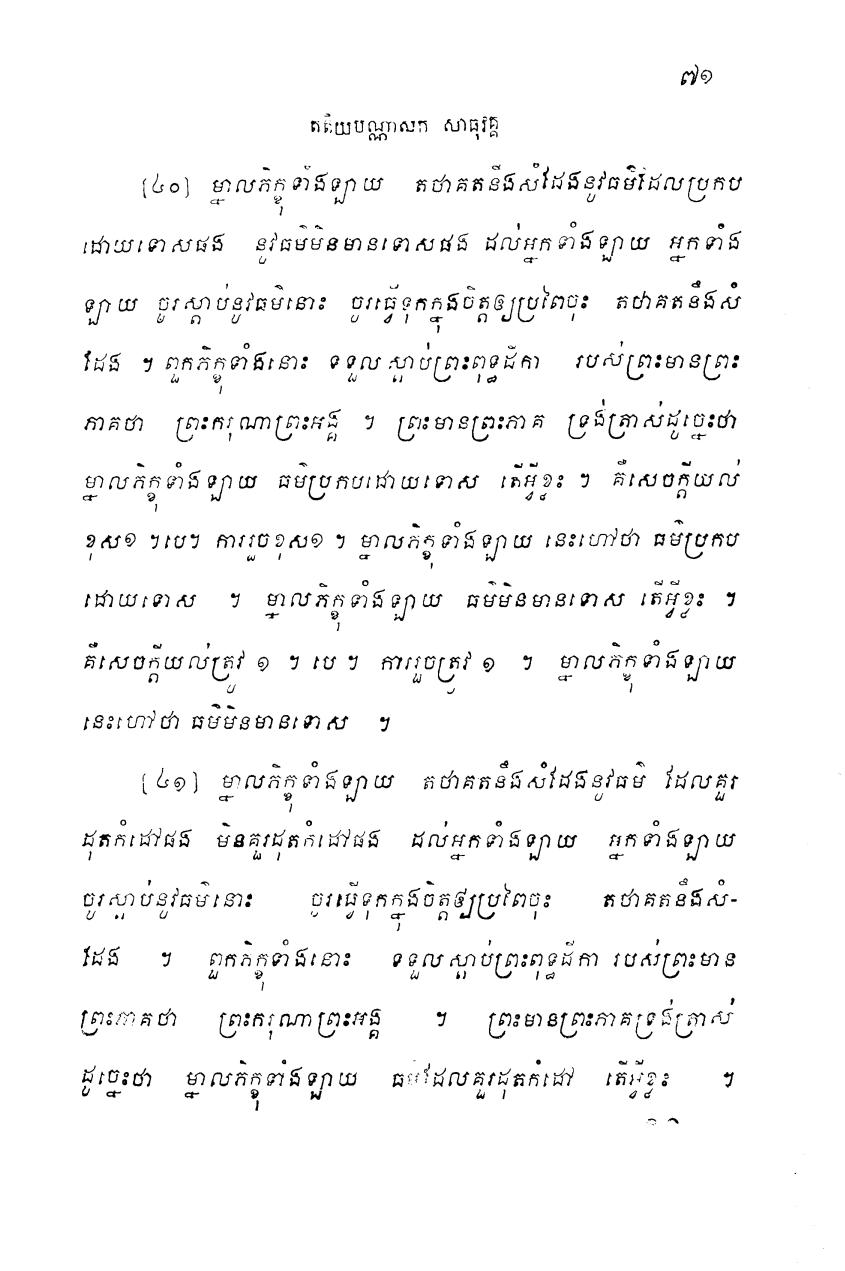 ៧១
តតិយបណ្ណាសក សាធុវគ្គ
[៤០] ម្នាលភិក្ខុទាំងឡាយ តថាគតនឹងសំដែងនូវធម៌ដែលប្រកប
ដោយទោសផង នូវធម៌មិនមានទោសផង ដល់អ្នកទាំងឡាយ អ្នកទាំង
ឡាយ ចូរស្តាប់នូវធម៌នោះ ចូរធ្វើទុកក្នុងចិត្តឲ្យប្រពៃចុះ តថាគតនឹងសំ
ដែង ។ ពួកភិក្ខុទាំងនោះ ទទួលស្តាប់ព្រះពុទ្ធដីកា របស់ព្រះមានព្រះ
ភាគថា ព្រះករុណាព្រះអង្គ ។ ព្រះមានព្រះភាគ ទ្រង់ត្រាស់ដូច្នេះថា
ម្នាលភិក្ខុទាំងឡាយ ធម៌ប្រកបដោយទោស តើអ្វីខ្លះ ។ គឺសេចក្តីយល់
ខុស១ ។បេ។ ការរួចខុស១ ។ ម្នាលភិក្ខុទាំងឡាយ នេះហៅថា ធម៌ប្រកប
ដោយទោស ។ ម្នាលភិក្ខុទាំងឡាយ ធម៌មិនមានទោស តើអ្វីខ្លះ ។
គឺសេចក្តីយល់ត្រូវ ១ ។ បេ ។ ការរួចត្រូវ ១ ។ ម្នាលភិក្ខុទាំងឡាយ
នេះហៅថា ធម៌មិនមានទោស ។
[៤១] ម្នាលភិក្ខុទាំងឡាយ តថាគតនឹងសំដែងនូវធម៌ ដែលគួរ
ដុតកំដៅផង មិនគួរដុតកំដៅផង ដល់អ្នកទាំងឡាយ អ្នកទាំងឡាយ
ចូរស្តាប់នូវធម៌នោះ ចូរធ្វើទុកក្នុងចិត្តឲ្យប្រពៃចុះ តថាគតនឹងសំ-
ដែង ។ ពួកភិក្ខុទាំងនោះ ទទួលស្តាប់ព្រះពុទ្ធដីកា របស់ព្រះមាន
ព្រះភាគថា ព្រះករុណាព្រះអង្គ ។ ព្រះមានព្រះភាគទ្រង់ត្រាស់
ដូច្នេះថា ម្នាលភិក្ខុទាំងឡាយ ធម៌ដែលគួរដុតកំដៅ តើអ្វីខ្លះ ។